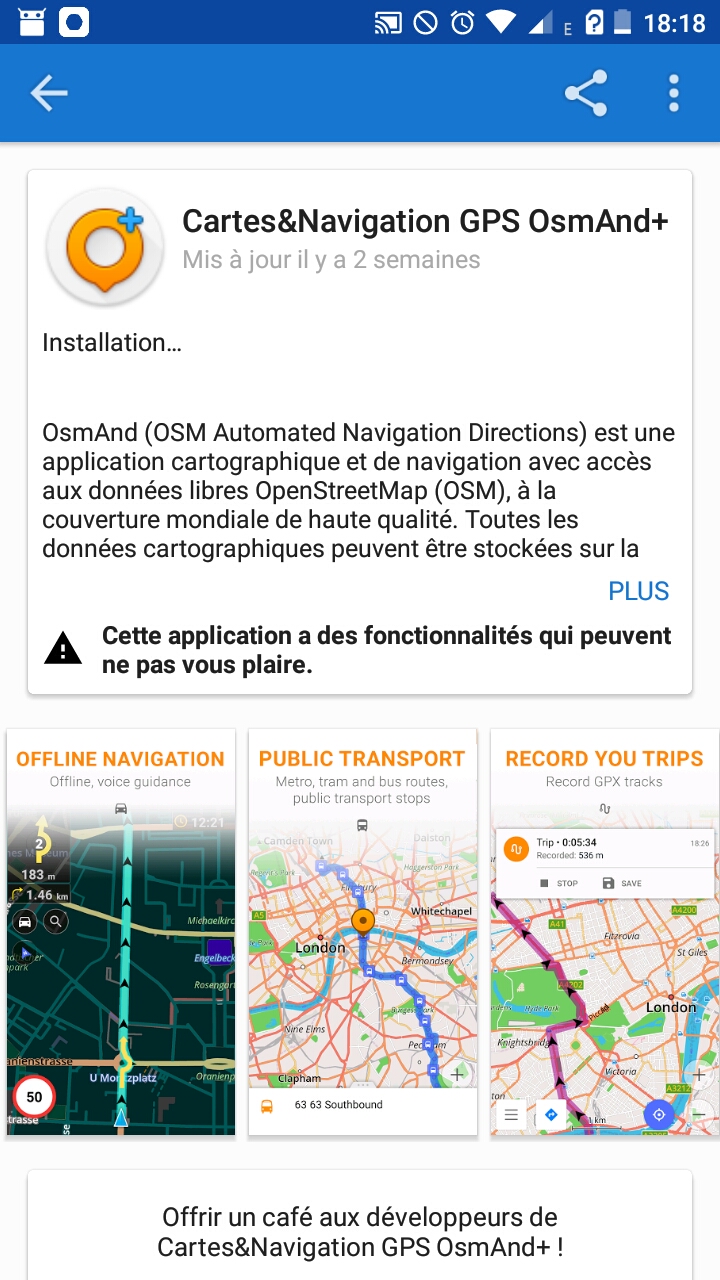 E
18:18
Cartes&Navigation GPS OsmAnd+
Mis à jour il y a 2 semaines
Installation…
OsmAnd (OSM Automated Navigation Directions) est une
application cartographique et de navigation avec accès
aux données libres OpenStreetMap (OSM), à la
couverture mondiale de haute qualité. Toutes les
données cartographiques peuvent être stockées sur la
PLUS
Cette application a des fonctionnalités qui peuvent
ne pas vous plaire.
OFFLINE NAVIGATION
Offline, voice guidance
12:21
2
183 m
1.46 km
Michaelkirc
Engelbeck
Rosengar
anienstrasse
U Moritzplatz
Oranienp
50
trasse
PUBLIC TRANSPORT
Metro, tram and bus routes,
public transport stops
Camden Town
Dalston
Haggerston Park
A5
Whitechapel
London
Bermondsey
Nine Elms
Clapham
63 63 Southbound
RECORD YOU TRIPS
Record GPX tracks
Trip • 0:05:34
18:26
Recorded: 536 m
STOP
SAVE
A41
A4200
Fitzrovia
St Giles
Hyde Park
London
Knightsbridge
Victoria
A3212
Offrir un café aux développeurs de
Cartes&Navigation GPS OsmAnd+ !